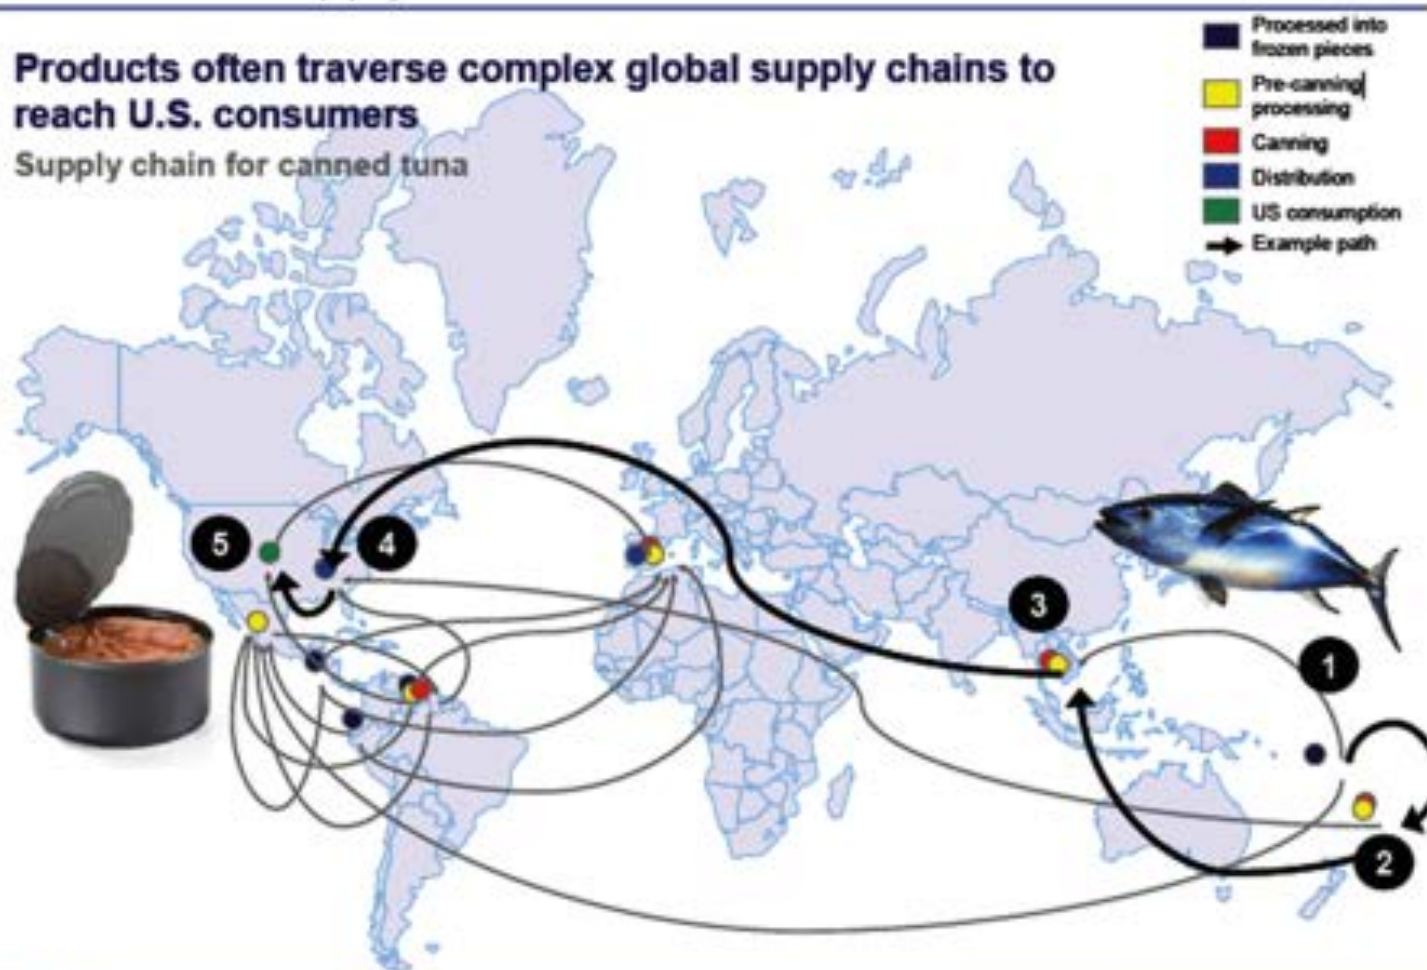 Products often traverse complex global supply chains to
reach U.S. consumers
Supply chain for canned tuna
Processed into
frozen pieces
Pre-canning
processing
Canning
Distribution
US consumption
Example path
5
4
3
1
2